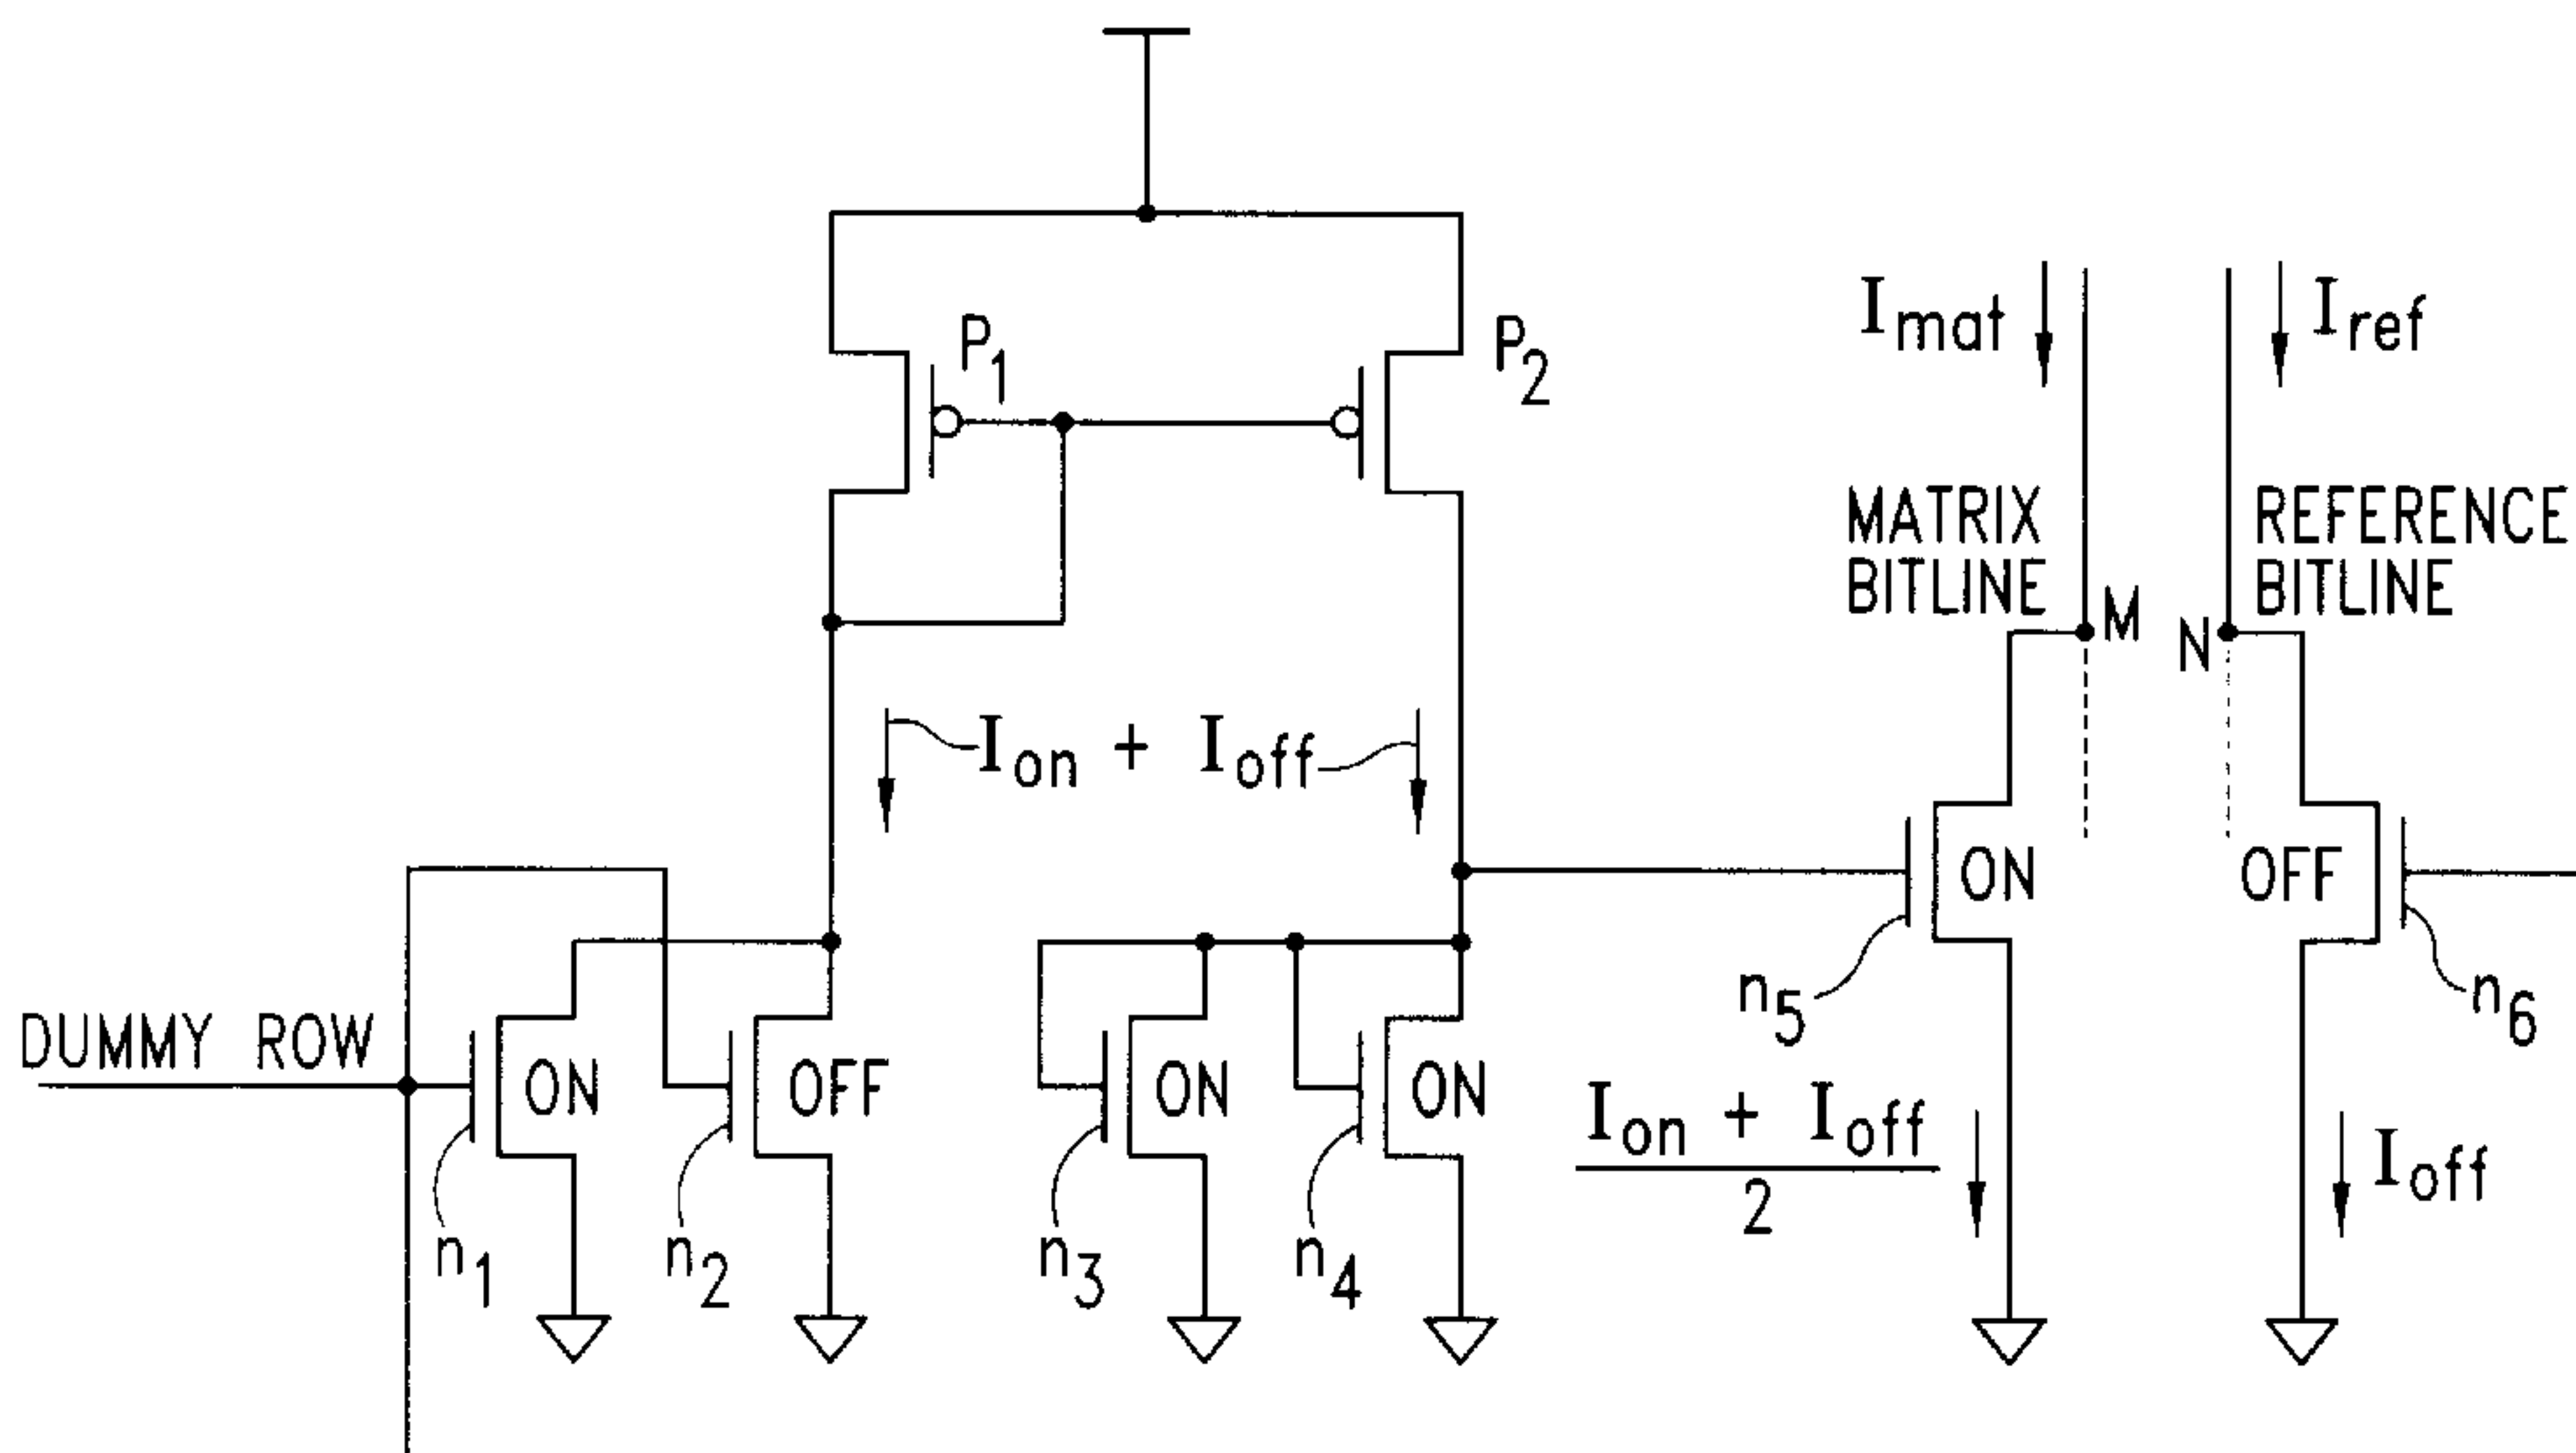 P1
P2
Imat
Iref
MATRIX
BITLINE
REFERENCE
BITLINE
M
N
Ion + Ioff
ON
OFF
n5
n6
DUMMY ROW
ON
OFF
ON
ON
Ion + Ioff
2
Ioff
n1
n2
n3
n4